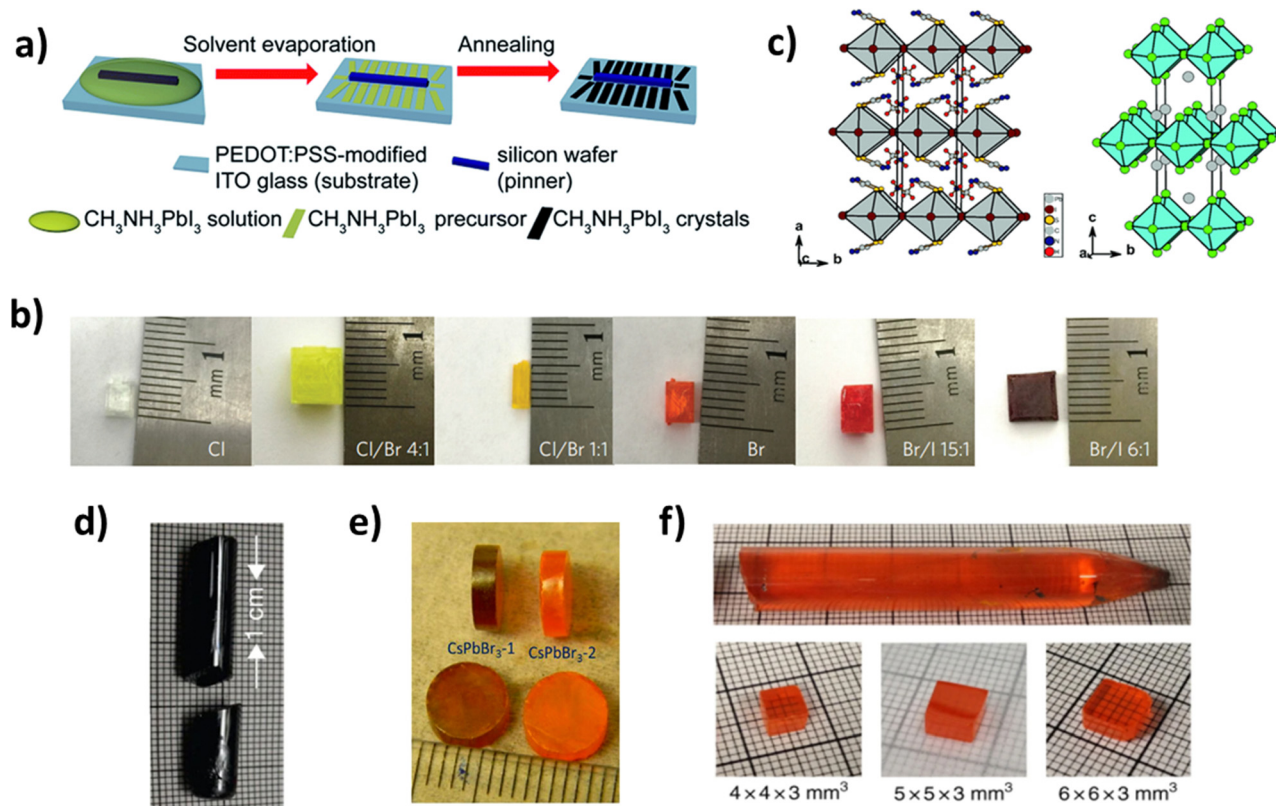 a)
Solvent evaporation
Annealing
PEDOT:PSS-modified
ITO glass (substrate)
silicon wafer
(pinner)
CH₃NH₃PbI₃ solution
CH₃NH₃PbI₃ precursor
CH₃NH₃PbI₃ crystals
c)
a
c
b
Pb
S
C
N
c
a
b
b)
mm 1
Cl
mm 1
Cl/Br 4:1
mm 1
Cl/Br 1:1
mm 1
Br
mm 1
Br/I 15:1
mm 1
Br/I 6:1
d)
1 cm
e)
CsPbBr₃-1
CsPbBr₃-2
f)
4×4×3 mm³
5×5×3 mm³
6×6×3 mm³